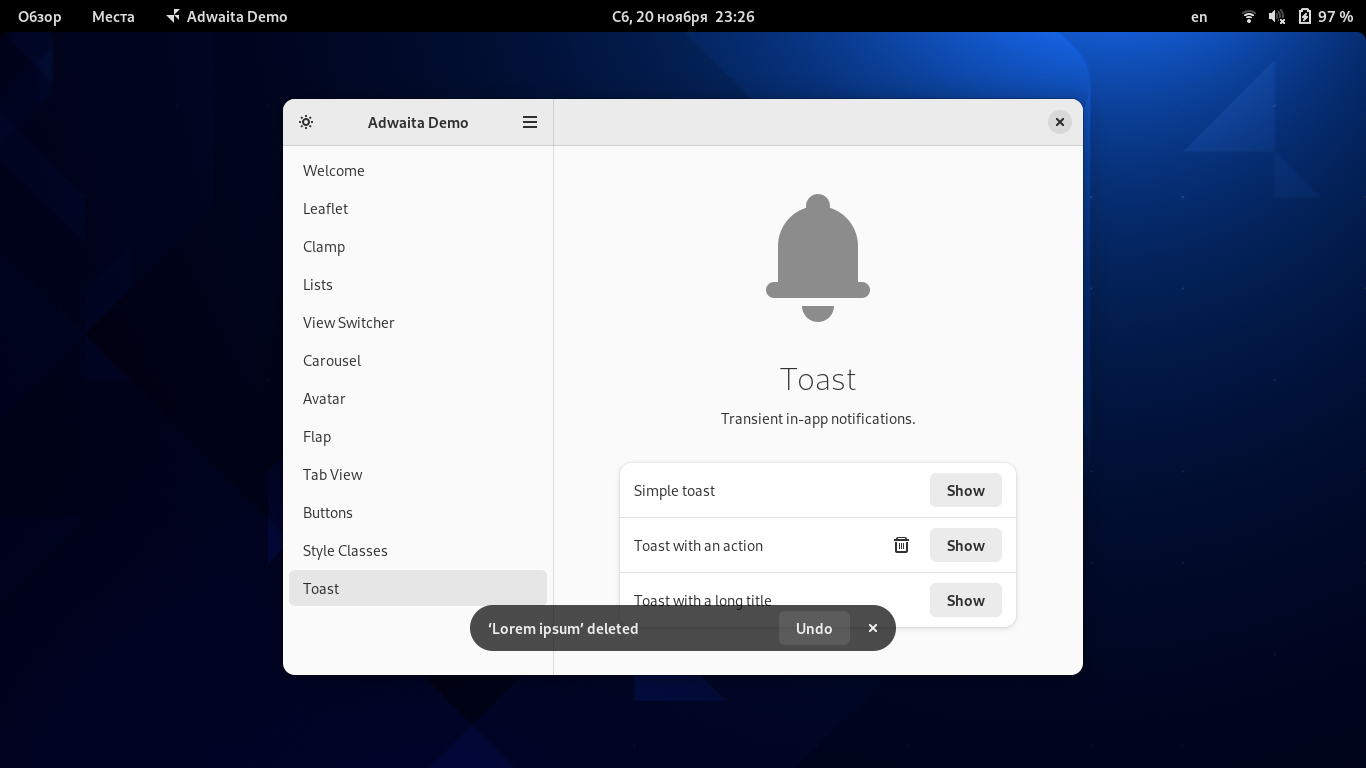 Обзор Места Adwaita Demo Сб, 20 ноября 23:26 en 97 %
Adwaita Demo
Welcome
Leaflet
Clamp
Lists
View Switcher
Carousel
Avatar
Flap
Tab View
Buttons
Style Classes
Toast
Toast
Transient in-app notifications.
Simple toast Show
Toast with an action Show
Toast with a long title Show
‘Lorem ipsum’ deleted Undo